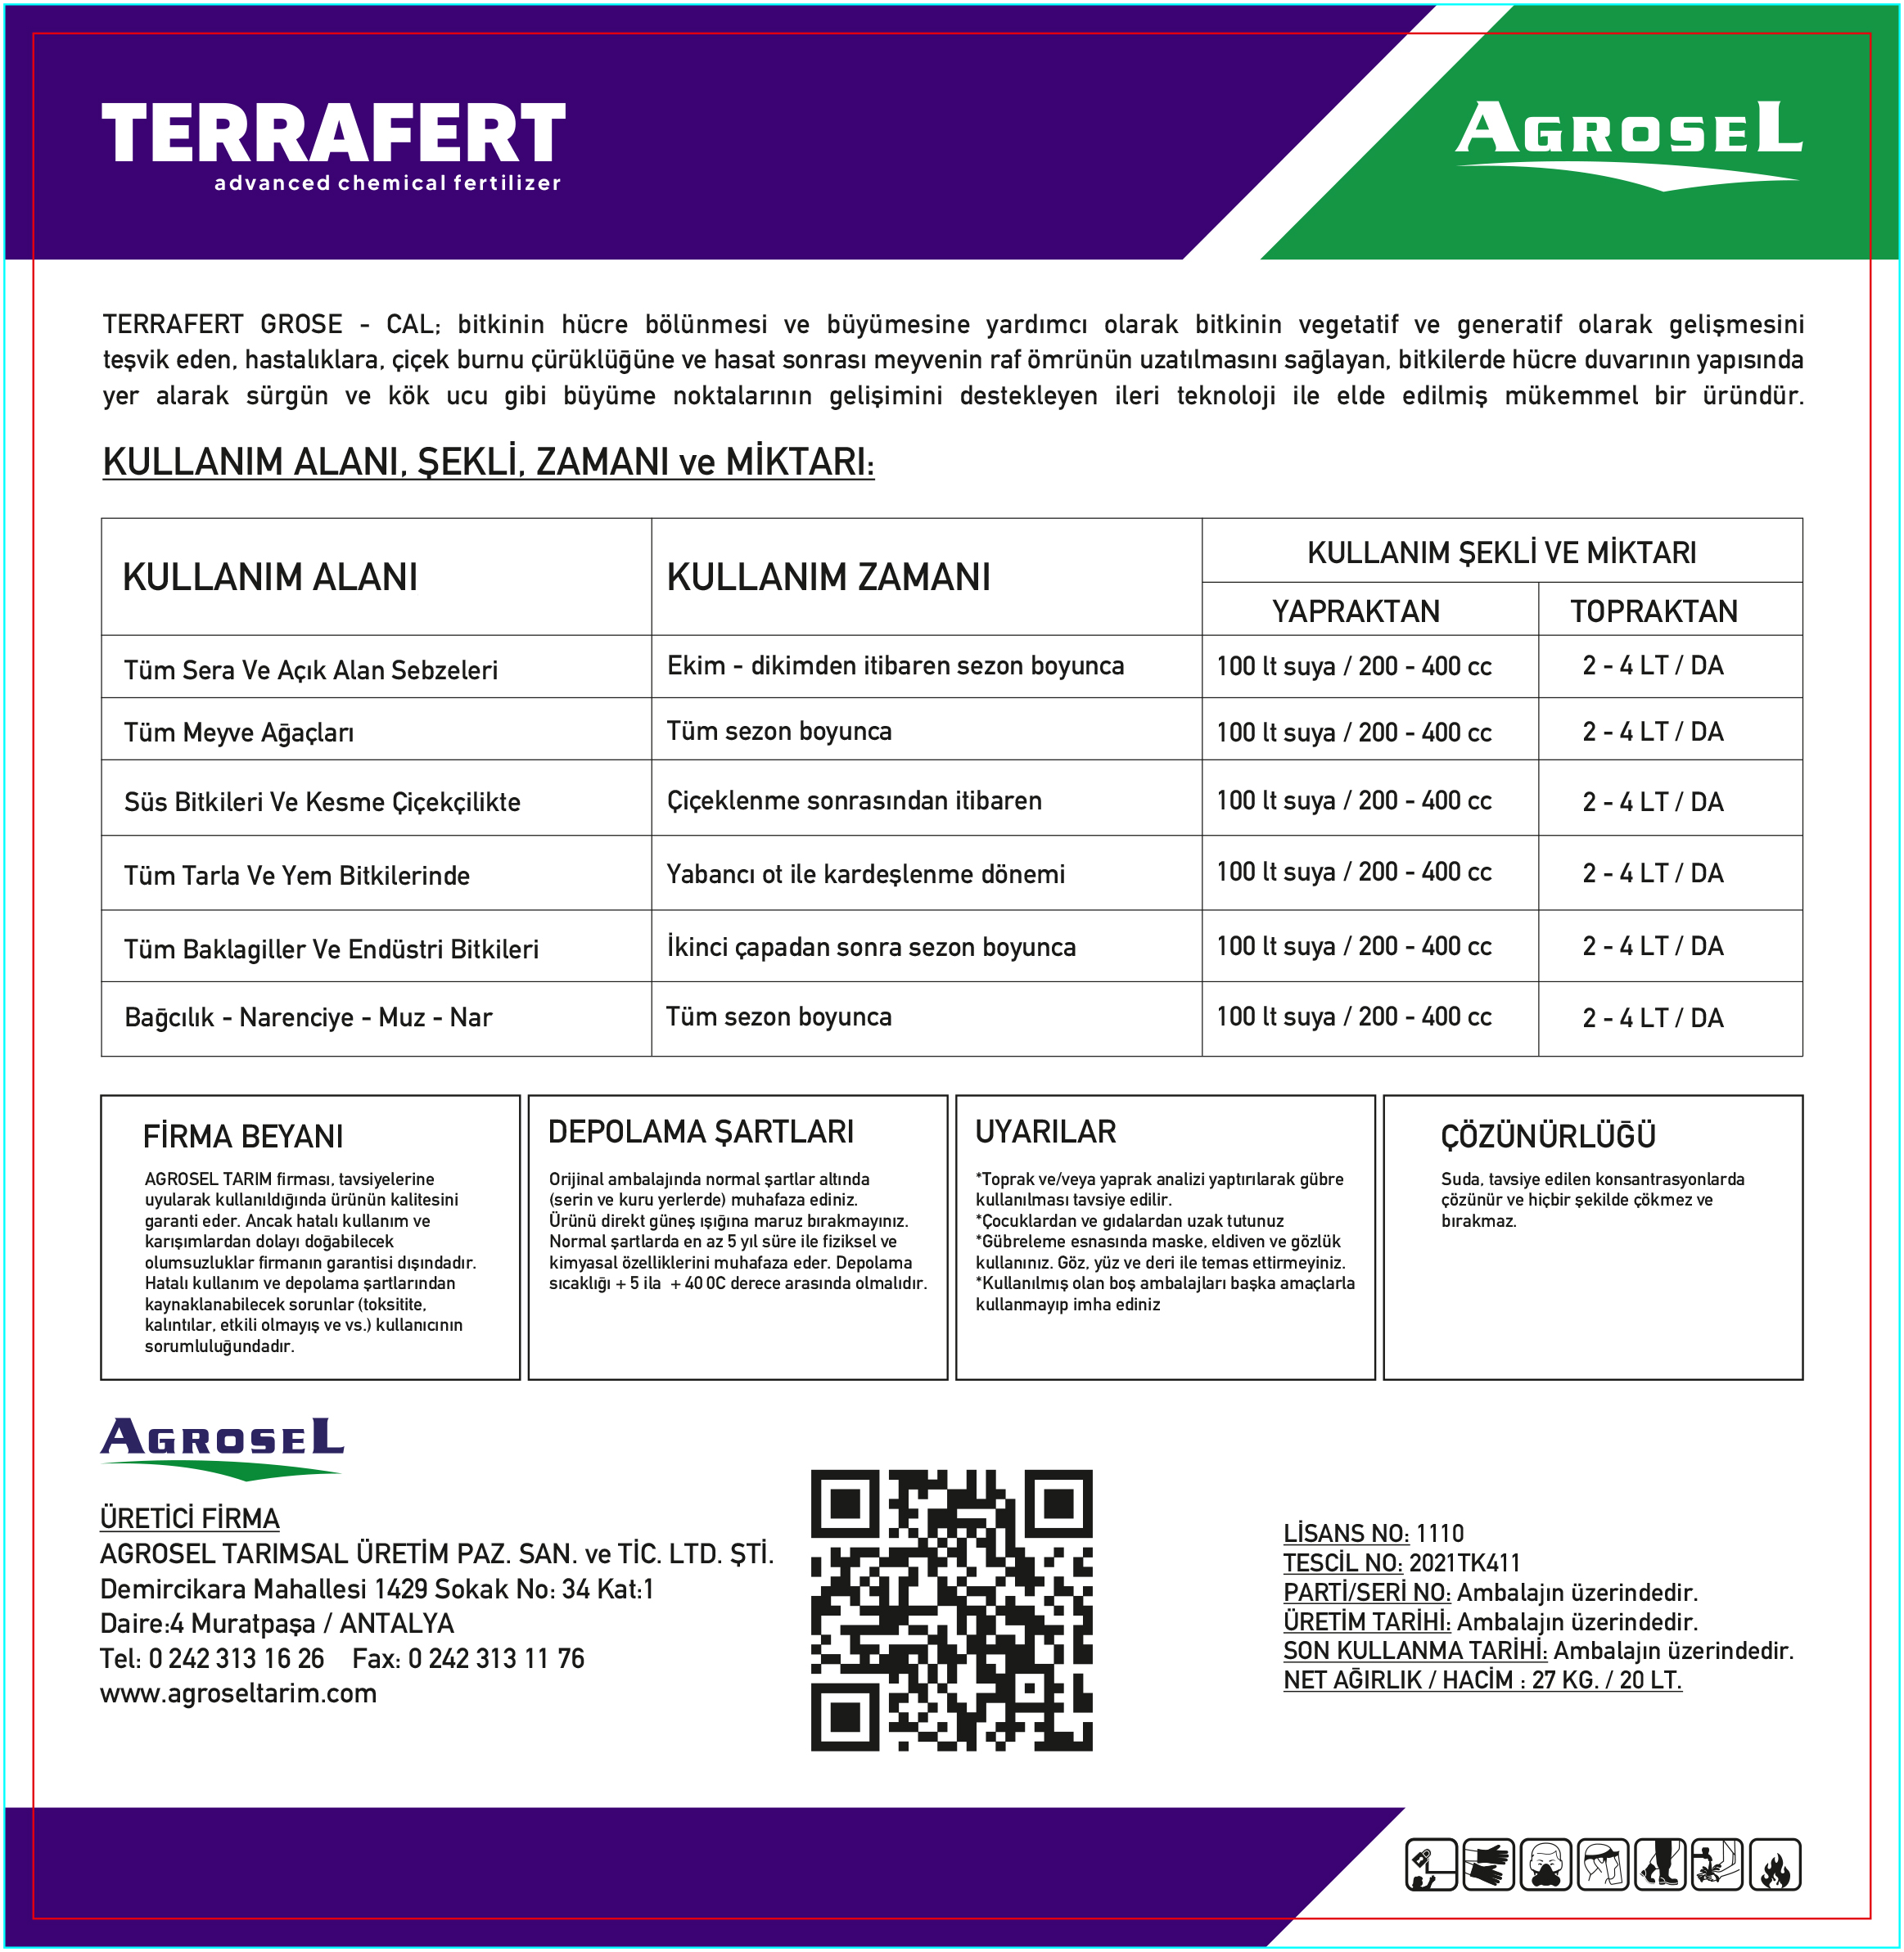 TERRAFERT
advanced chemical fertilizer
AGROSEL
TERRAFERT GROSE - CAL; bitkinin hücre bölünmesi ve büyümesine yardımcı olarak bitkinin vegetatif ve generatif olarak gelişmesini
teşvik eden, hastalıklara, çiçek burnu çürüklüğüne ve hasat sonrası meyvenin raf ömrünün uzatılmasını sağlayan, bitkilerde hücre duvarının yapısında
yer alarak sürgün ve kök ucu gibi büyüme noktalarının gelişimini destekleyen ileri teknoloji ile elde edilmiş mükemmel bir üründür.
KULLANIM ALANI, ŞEKLİ, ZAMANI ve MİKTARI:
KULLANIM ALANI KULLANIM ZAMANI KULLANIM ŞEKLİ VE MİKTARI
YAPRAKTAN TOPRAKTAN
Tüm Sera Ve Açık Alan Sebzeleri Ekim - dikimden itibaren sezon boyunca 100 lt suya / 200 - 400 cc 2 - 4 LT / DA
Tüm Meyve Ağaçları Tüm sezon boyunca 100 lt suya / 200 - 400 cc 2 - 4 LT / DA
Süs Bitkileri Ve Kesme Çiçekçilikte Çiçeklenme sonrasından itibaren 100 lt suya / 200 - 400 cc 2 - 4 LT / DA
Tüm Tarla Ve Yem Bitkilerinde Yabancı ot ile kardeşlenme dönemi 100 lt suya / 200 - 400 cc 2 - 4 LT / DA
Tüm Baklagiller Ve Endüstri Bitkileri İkinci çapadan sonra sezon boyunca 100 lt suya / 200 - 400 cc 2 - 4 LT / DA
Bağcılık - Narenciye - Muz - Nar Tüm sezon boyunca 100 lt suya / 200 - 400 cc 2 - 4 LT / DA
FİRMA BEYANI
AGROSEL TARIM firması, tavsiyelerine
uyularak kullanıldığında ürünün kalitesini
garanti eder. Ancak hatalı kullanım ve
karışımlardan dolayı doğabilecek
olumsuzluklar firmanın garantisi dışındadır.
Hatalı kullanım ve depolama şartlarından
kaynaklanabilecek sorunlar (toksitite,
kalıntılar, etkili olmayış ve vs.) kullanıcının
sorumluluğundadır.
DEPOLAMA ŞARTLARI
Orijinal ambalajında normal şartlar altında
(serin ve kuru yerlerde) muhafaza ediniz.
Ürünü direkt güneş ışığına maruz bırakmayınız.
Normal şartlarda en az 5 yıl süre ile fiziksel ve
kimyasal özelliklerini muhafaza eder. Depolama
sıcaklığı + 5 ila + 40 0C derece arasında olmalıdır.
UYARILAR
*Toprak ve/veya yaprak analizi yaptırılarak gübre
kullanılması tavsiye edilir.
*Çocuklardan ve gıdalardan uzak tutunuz
*Gübreleme esnasında maske, eldiven ve gözlük
kullanınız. Göz, yüz ve deri ile temas ettirmeyiniz.
*Kullanılmış olan boş ambalajları başka amaçlarla
kullanmayıp imha ediniz
ÇÖZÜNÜRLÜĞÜ
Suda, tavsiye edilen konsantrasyonlarda
çözünür ve hiçbir şekilde çökmez ve
bırakmaz.
AGROSEL
ÜRETİCİ FİRMA
AGROSEL TARIMSAL ÜRETİM PAZ. SAN. ve TİC. LTD. ŞTİ.
Demircikara Mahallesi 1429 Sokak No: 34 Kat:1
Daire:4 Muratpaşa / ANTALYA
Tel: 0 242 313 16 26 Fax: 0 242 313 11 76
www.agroseltarim.com
LİSANS NO: 1110
TESCİL NO: 2021TK411
PARTİ/SERİ NO: Ambalajın üzerindedir.
ÜRETİM TARİHİ: Ambalajın üzerindedir.
SON KULLANMA TARİHİ: Ambalajın üzerindedir.
NET AĞIRLIK / HACİM : 27 KG. / 20 LT.